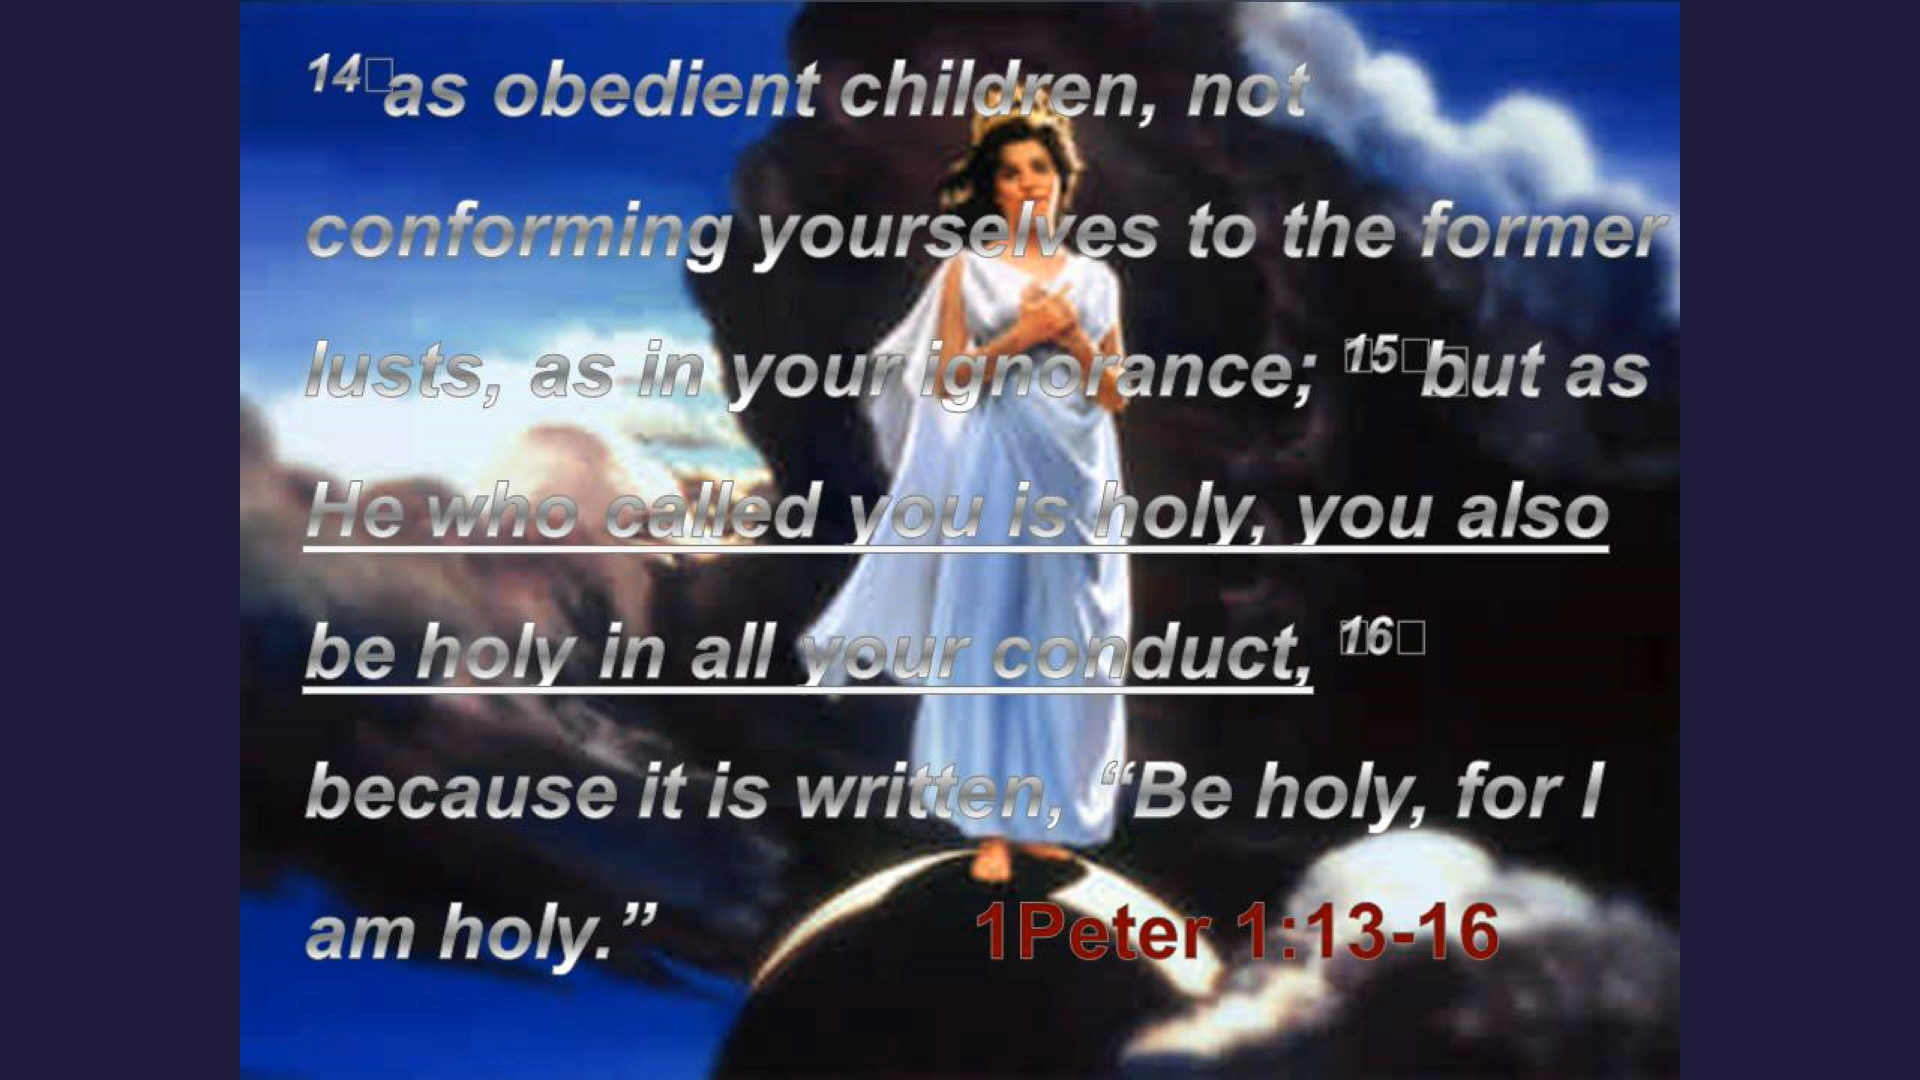 14 as obedient children, not
conforming yourselves to the former
lusts, as in your ignorance; 15 but as
He who called you is holy, you also
be holy in all your conduct, 16
because it is written, “Be holy, for I
am holy.” 1Peter 1:13-16